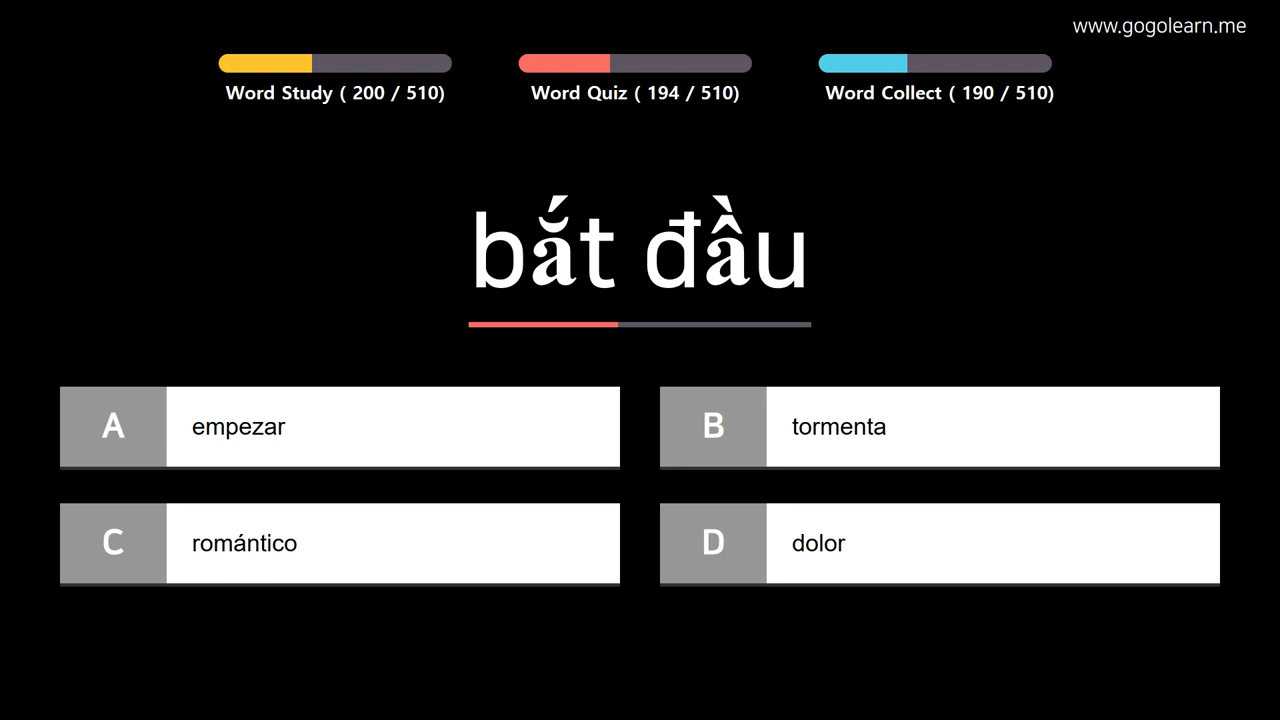 www.gogolearn.me
Word Study ( 200 / 510)
Word Quiz ( 194 / 510)
Word Collect ( 190 / 510)
bắt đầu
A empezar
B tormenta
C romántico
D dolor